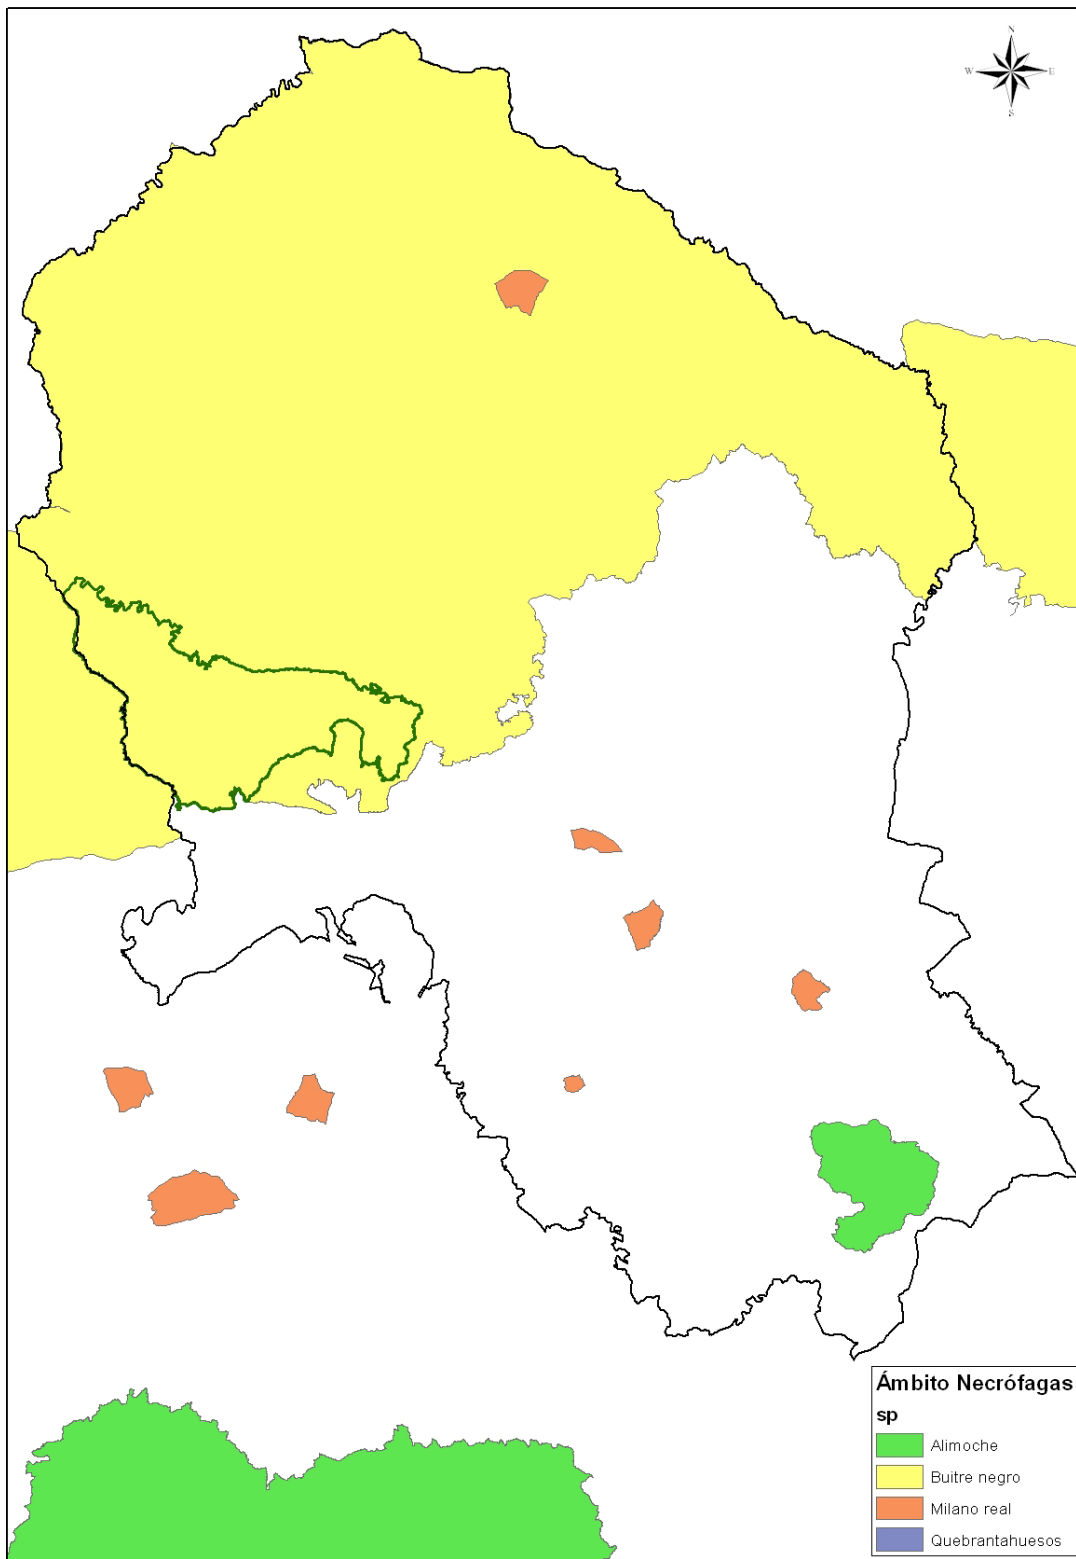 N
W E
S
Ámbito Necrófagas
sp
Alimoche
Buitre negro
Milano real
Quebrantahuesos